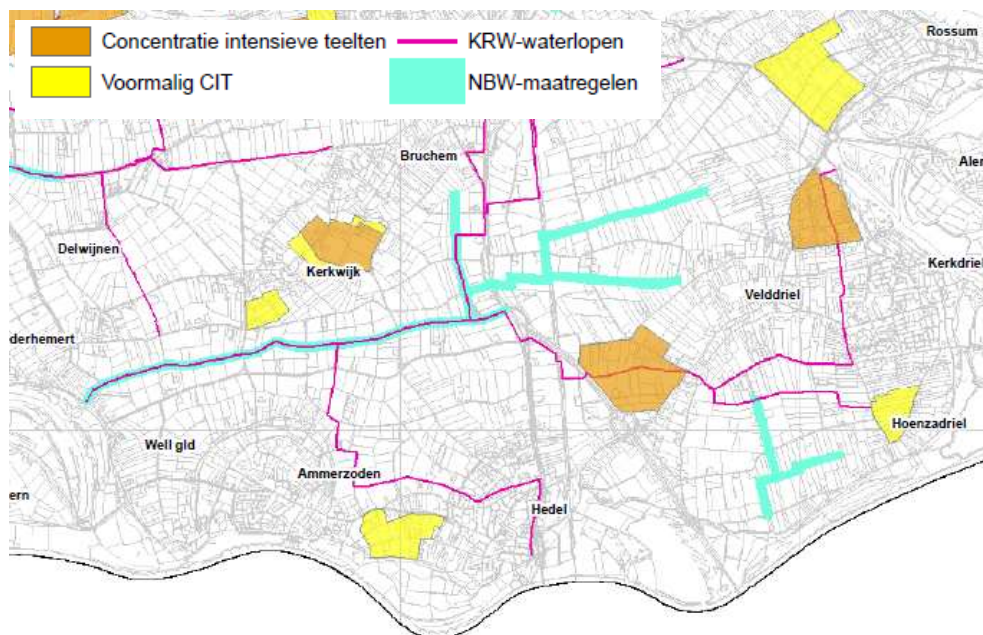 Concentratie intensieve teelten
KRW-waterlopen
Voormalig CIT
NBW-maatregelen
Rossum
Bruchem
Aler
Delwijnen
Kerkwijk
Kerkdriel
Velddriel
derhemert
Hoenzadriel
Well gld
Ammerzoden
ern
Hedel